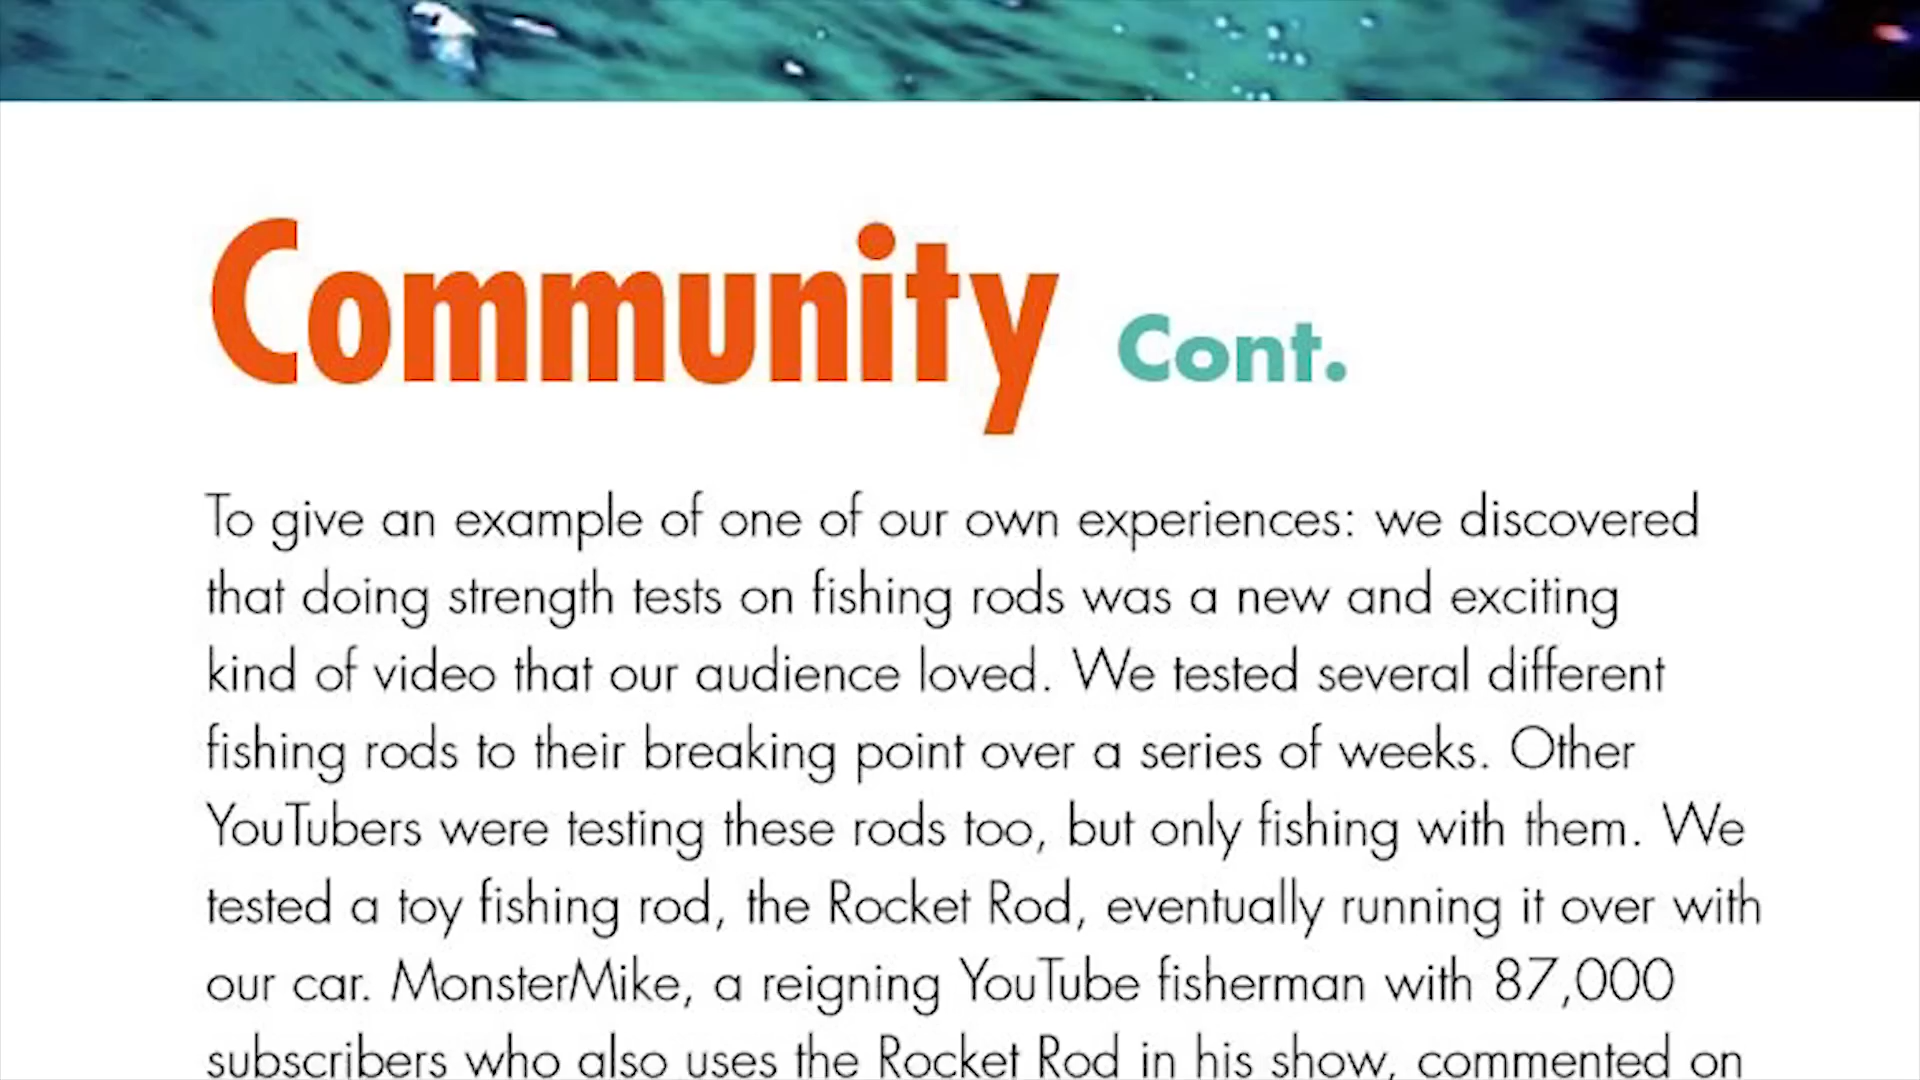 Community Cont.
To give an example of one of our own experiences: we discovered
that doing strength tests on fishing rods was a new and exciting
kind of video that our audience loved. We tested several different
fishing rods to their breaking point over a series of weeks. Other
YouTubers were testing these rods too, but only fishing with them. We
tested a toy fishing rod, the Rocket Rod, eventually running it over with
our car. MonsterMike, a reigning YouTube fisherman with 87,000
subscribers who also uses the Rocket Rod in his show, commented on